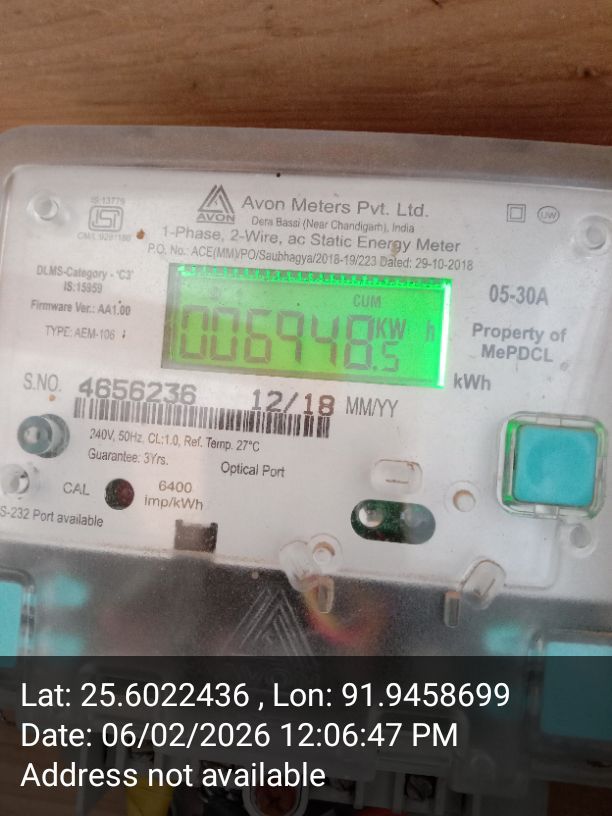 IS:13779
CM/L 9291186
AVON
Avon Meters Pvt. Ltd.
Dera Bassi (Near Chandigarh), India
UW
1-Phase, 2-Wire, ac Static Energy Meter
P.O. No.: ACE(MM)/PO/Saubhagya/2018-19/223 Dated: 29-10-2018
DLMS-Category - 'C3'
IS:15959
Firmware Ver.: AA1.00
TYPE: AEM-106
CUM
006948.5 KW h
05-30A
Property of
MePDCL
kWh
S.NO. 4656236 12/18 MM/YY
240V, 50Hz, CL:1.0, Ref. Temp. 27°C
Guarantee: 3Yrs.
Optical Port
CAL
6400
imp/kWh
S-232 Port available
Lat: 25.6022436 , Lon: 91.9458699
Date: 06/02/2026 12:06:47 PM
Address not available